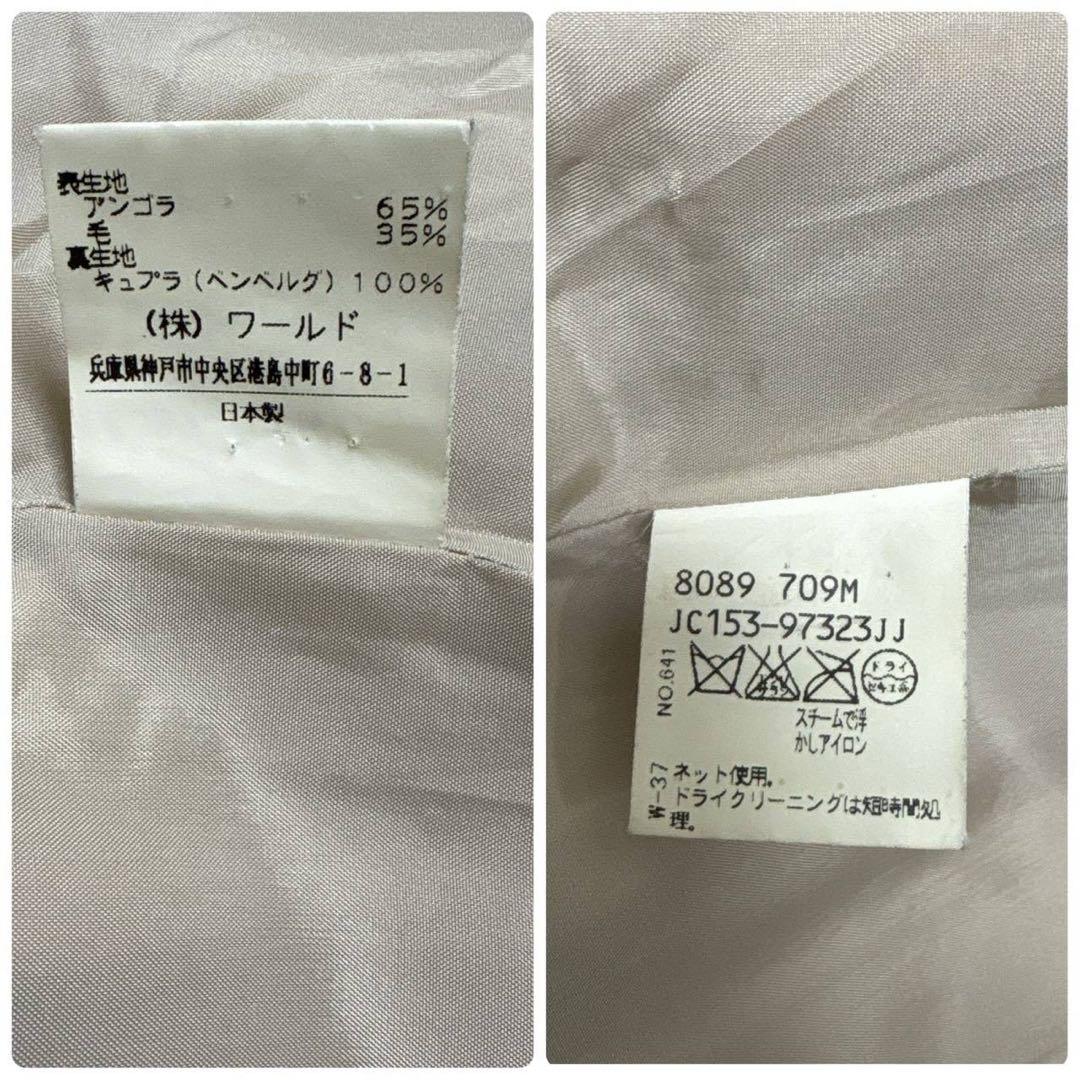 表生地
アンゴラ 65%
毛 35%
裏生地
キュプラ（ベンベルグ）100%
（株）ワールド
兵庫県神戸市中央区港島中町6-8-1
日本製
8089 709M
JC153-97323JJ
NO.641
ドライ
セキユ系
スチームで浮
かしアイロン
W-37
ネット使用。
ドライクリーニングは短時間処
理。